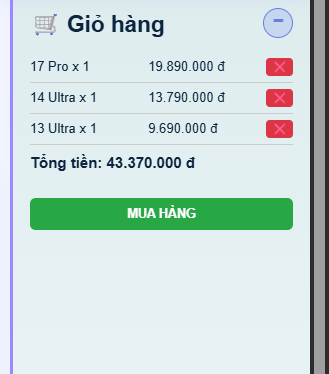 Giỏ hàng
17 Pro x 1 19.890.000 đ
14 Ultra x 1 13.790.000 đ
13 Ultra x 1 9.690.000 đ
Tổng tiền: 43.370.000 đ
MUA HÀNG